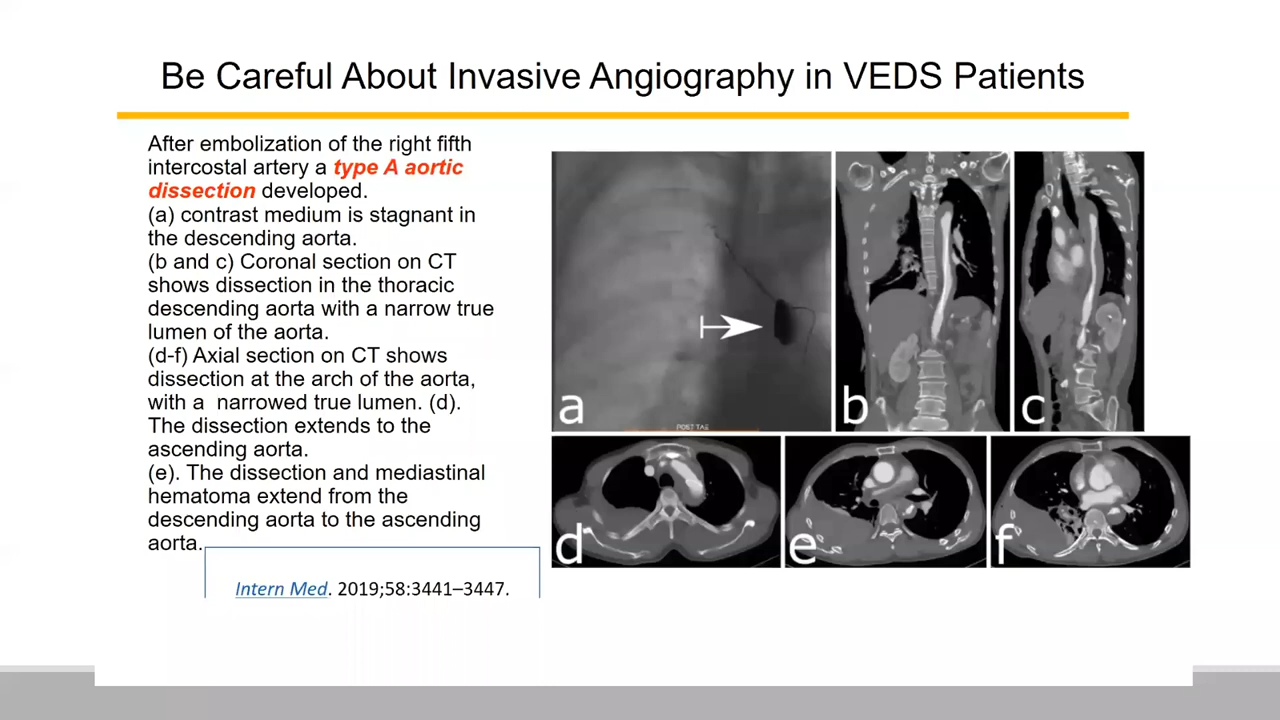 Be Careful About Invasive Angiography in VEDS Patients
After embolization of the right fifth
intercostal artery a type A aortic
dissection developed.
(a) contrast medium is stagnant in
the descending aorta.
(b and c) Coronal section on CT
shows dissection in the thoracic
descending aorta with a narrow true
lumen of the aorta.
(d-f) Axial section on CT shows
dissection at the arch of the aorta,
with a  narrowed true lumen. (d).
The dissection extends to the
ascending aorta.
(e). The dissection and mediastinal
hematoma extend from the
descending aorta to the ascending
aorta.
Intern Med. 2019;58:3441–3447.
POST TAE
a
b
c
d
e
f